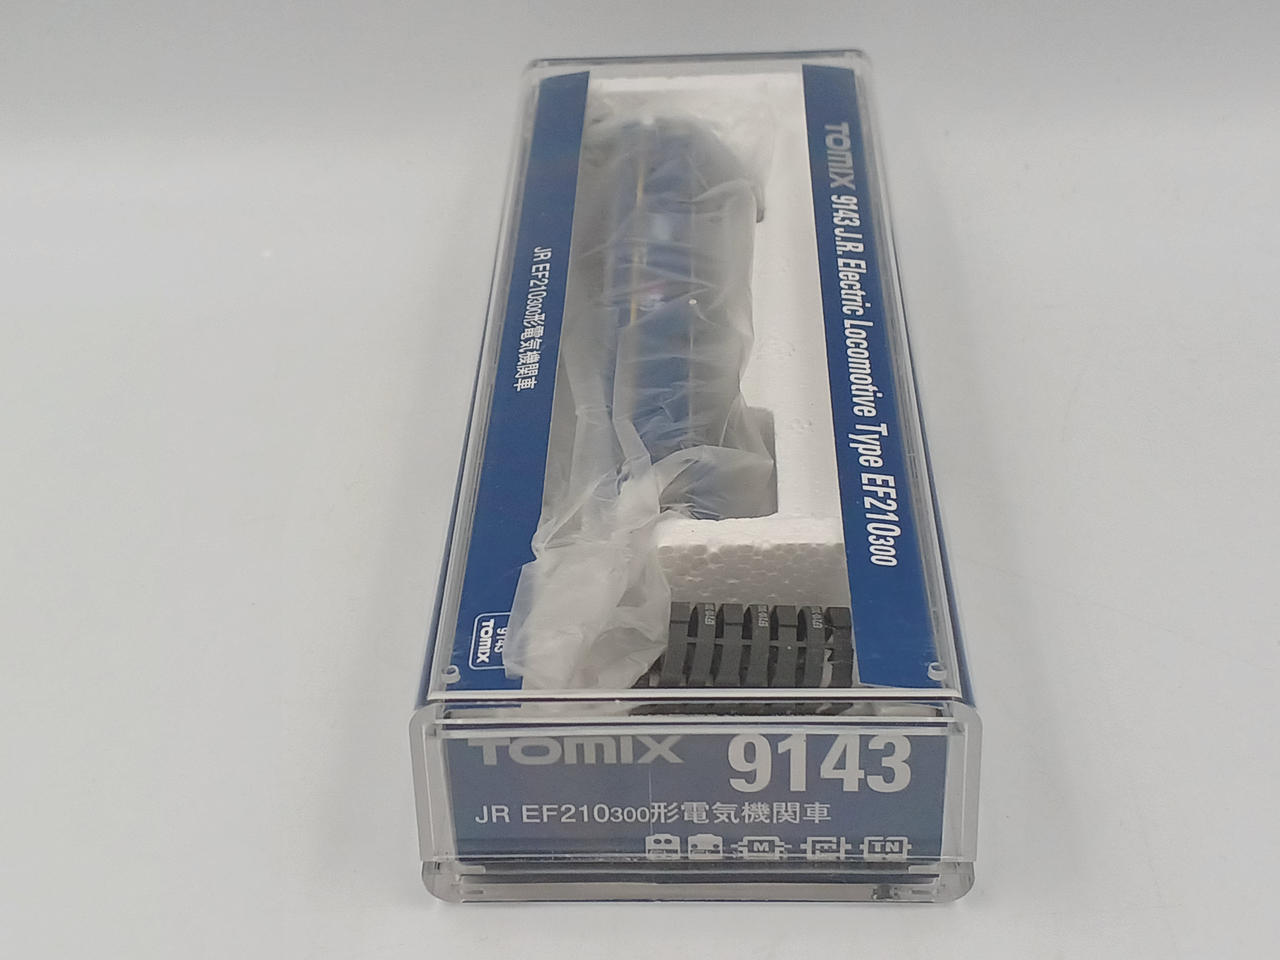 TOMIX 9143 J.R. Electric Locomotive Type EF210300
JR EF210300形電気機関車
9143
TOMIX
TOMIX 9143
JR EF210300形電気機関車
M
TN